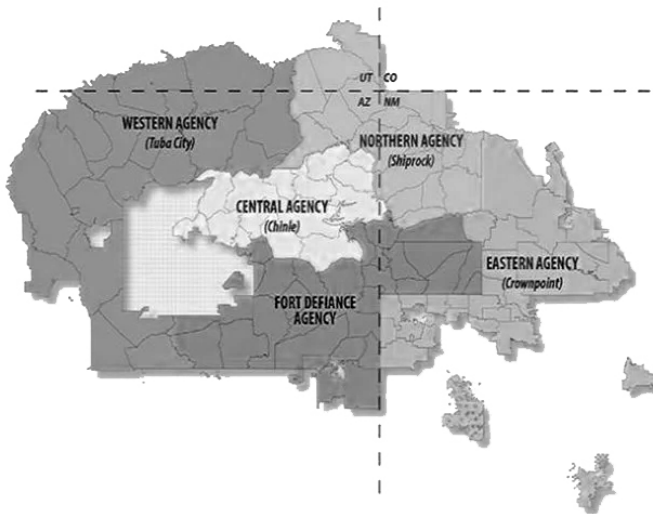 UT CO
AZ NM
WESTERN AGENCY
(Tuba City)
NORTHERN AGENCY
(Shiprock)
CENTRAL AGENCY
(Chinle)
EASTERN AGENCY
(Crownpoint)
FORT DEFIANCE
AGENCY